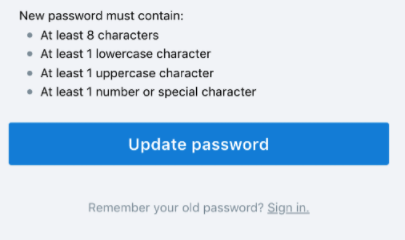 New password must contain:
At least 8 characters
At least 1 lowercase character
At least 1 uppercase character
At least 1 number or special character
Update password
Remember your old password? Sign in.